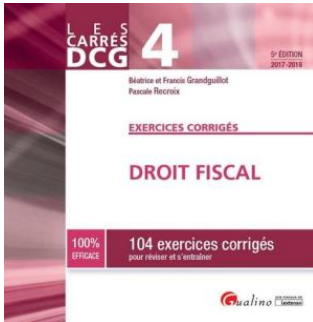 LES
CARRÉS
DCG
4
5e ÉDITION
2017-2018
Béatrice et Francis Grandguillot
Pascale Recroix
EXERCICES CORRIGÉS
DROIT FISCAL
100%
EFFICACE
104 exercices corrigés
pour réviser et s'entraîner
Gualino
lextenso